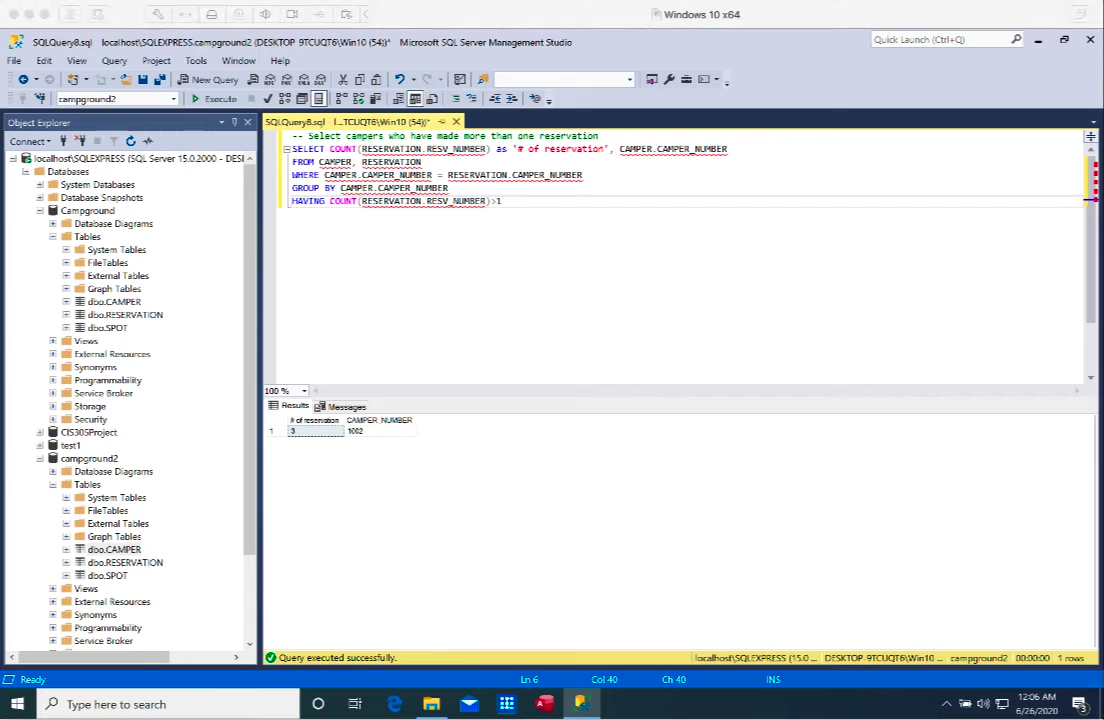 Windows 10 x64
SQLQuery8.sql localhost\SQLEXPRESS.campground2 (DESKTOP-9TCUQT6\Win10 (54))* Microsoft SQL Server Management Studio
Quick Launch (Ctrl+Q)
File Edit View Query Project Tools Window Help
New Query
campground2 Execute
Object Explorer
SQLQuery8.sql l...TCUQT6\Win10 (54))*
Connect
-- Select campers who have made more than one reservation
SELECT COUNT(RESERVATION.RESV_NUMBER) as '# of reservation', CAMPER.CAMPER_NUMBER
FROM CAMPER, RESERVATION
WHERE CAMPER.CAMPER_NUMBER = RESERVATION.CAMPER_NUMBER
GROUP BY CAMPER.CAMPER_NUMBER
HAVING COUNT(RESERVATION.RESV_NUMBER)>1
localhost\SQLEXPRESS (SQL Server 15.0.2000 - DESI
Databases
System Databases
Database Snapshots
Campground
Database Diagrams
Tables
System Tables
FileTables
External Tables
Graph Tables
dbo.CAMPER
dbo.RESERVATION
dbo.SPOT
Views
External Resources
Synonyms
Programmability
Service Broker
Storage
Security
CIS305Project
test1
campground2
Database Diagrams
Tables
System Tables
FileTables
External Tables
Graph Tables
dbo.CAMPER
dbo.RESERVATION
dbo.SPOT
Views
External Resources
Synonyms
Programmability
Service Broker
100 %
Results Messages
# of reservation CAMPER_NUMBER
1 3 1002
Query executed successfully.
localhost\SQLEXPRESS (15.0 ... DESKTOP-9TCUQT6\Win10 ... campground2 00:00:00 1 rows
Ready Ln 6 Col 40 Ch 40 INS
Type here to search
12:06 AM
6/26/2020
3